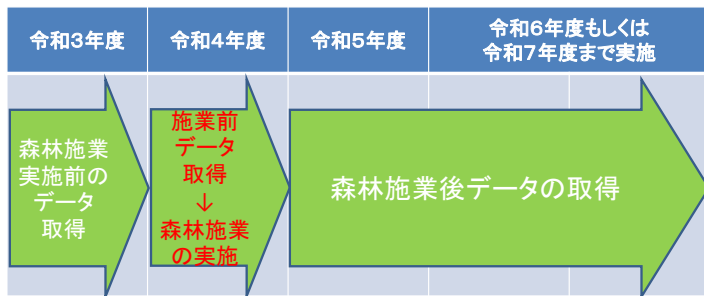 令和3年度
令和4年度
令和5年度
令和6年度もしくは
令和7年度まで実施
森林施業
実施前の
データ
取得
施業前
データ
取得
↓
森林施業
の実施
森林施業後データの取得